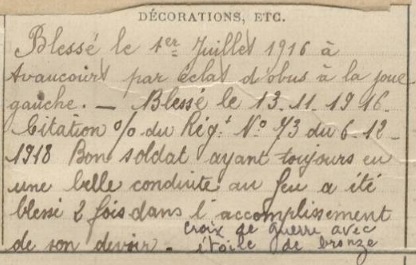 DÉCORATIONS, ETC.
Blessé le 1er Juillet 1916 à
Avaucourt par éclat d'obus à la joue
gauche. — Blessé le 13.11.1916.
Citation % du Régt No 73 du 6-12-
1918 Bon soldat ayant toujours eu
une belle conduite au feu a été
blessé 2 fois dans l'accomplissement
de son devoir. croix de guerre avec
étoile de bronze